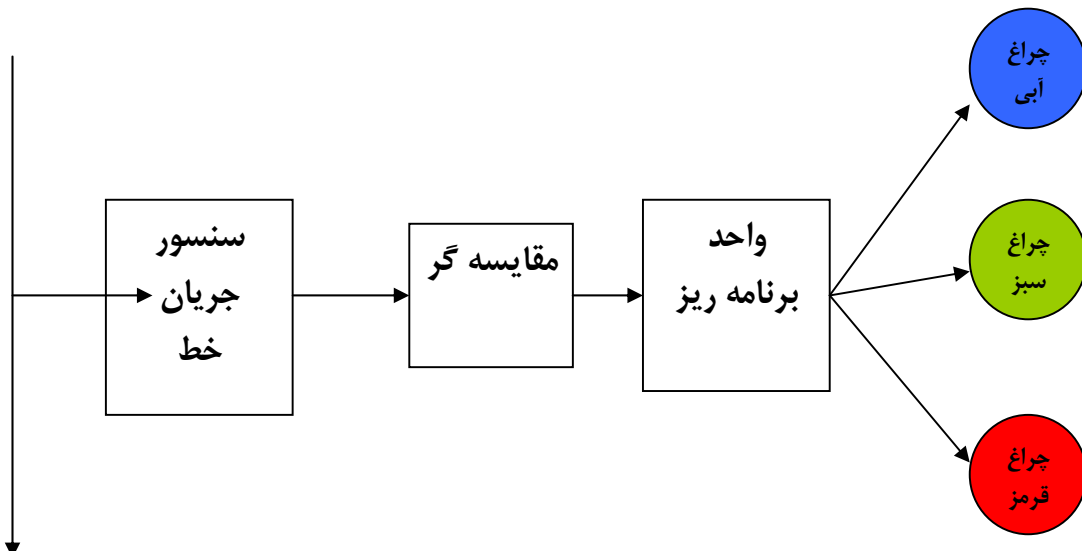 سنسور
جریان
خط
مقایسه گر
واحد
برنامه ریز
چراغ
آبی
چراغ
سبز
چراغ
قرمز